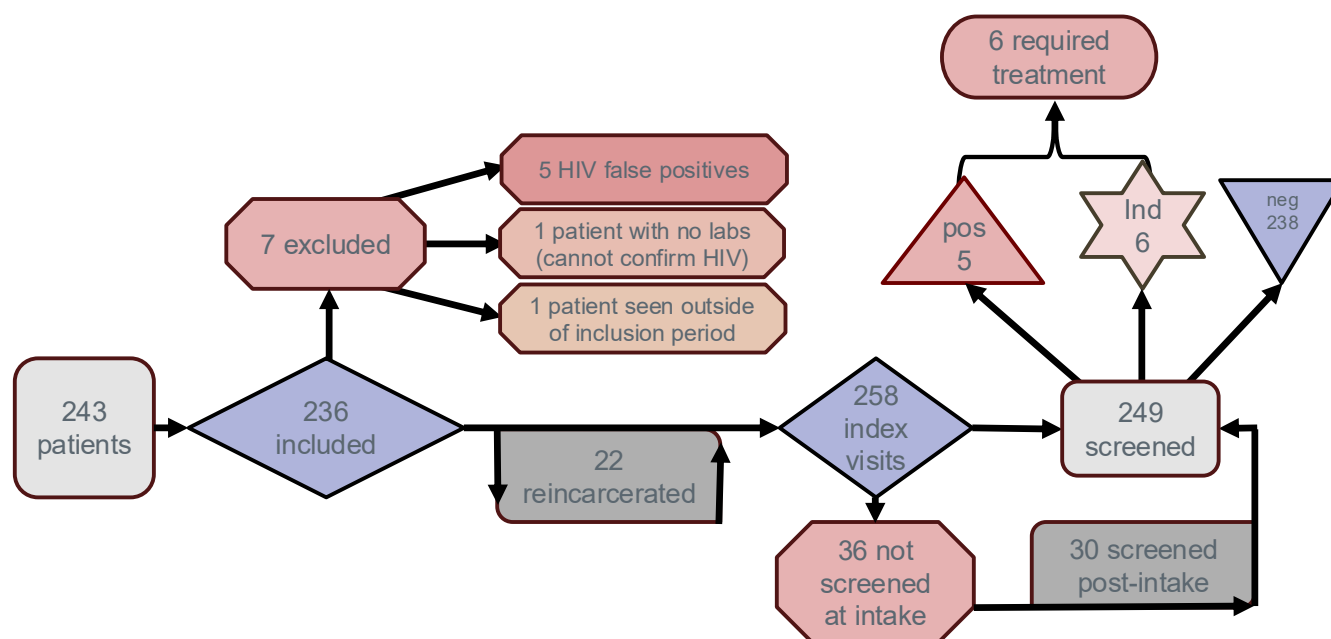 6 required
treatment
5 HIV false positives
7 excluded
1 patient with no labs
(cannot confirm HIV)
1 patient seen outside
of inclusion period
pos
5
Ind
6
neg
238
243
patients
236
included
22
reincarcerated
258
index
visits
249
screened
36 not
screened
at intake
30 screened
post-intake